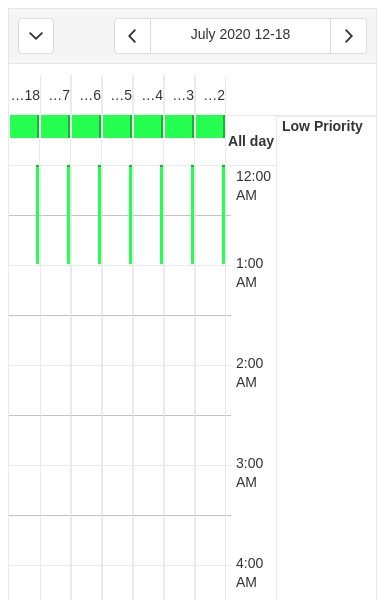 July 2020 12-18
...18 ...7 ...6 ...5 ...4 ...3 ...2
Low Priority
All day
12:00
AM
1:00
AM
2:00
AM
3:00
AM
4:00
AM